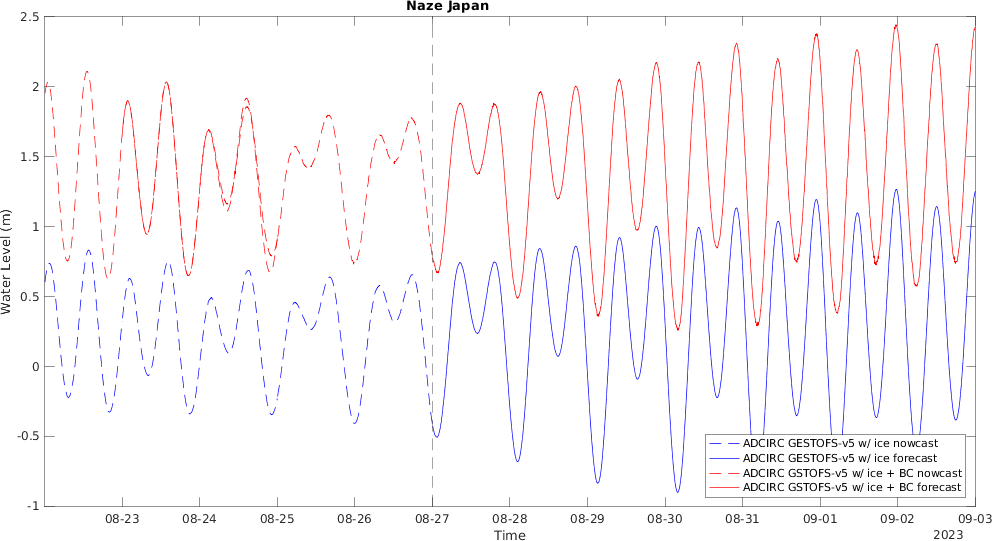 Naze Japan
2.5
2
1.5
1
0.5
0
-0.5
-1
Water Level (m)
ADCIRC GESTOFS-v5 w/ ice nowcast
ADCIRC GESTOFS-v5 w/ ice forecast
ADCIRC GSTOFS-v5 w/ ice + BC nowcast
ADCIRC GSTOFS-v5 w/ ice + BC forecast
08-23 08-24 08-25 08-26 08-27 08-28 08-29 08-30 08-31 09-01 09-02 09-03
Time
2023